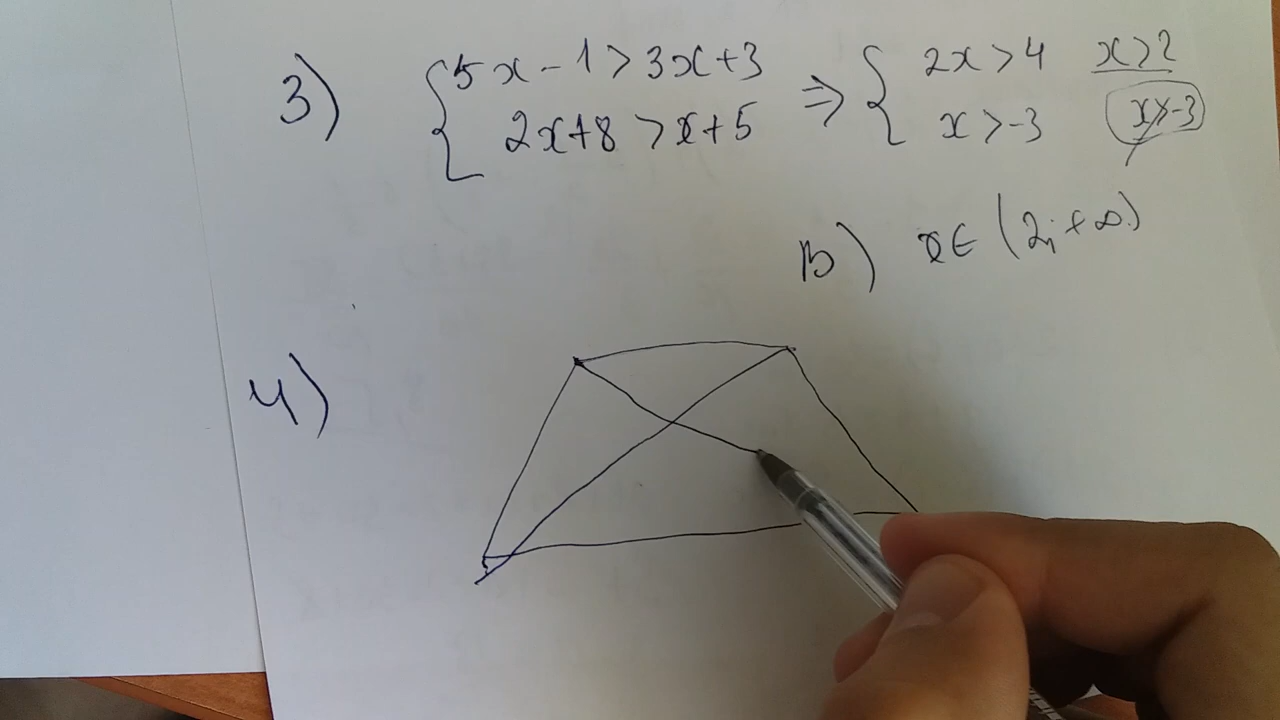 3) { 5x - 1 > 3x + 3 ⇒ { 2x > 4 x > 2
2x + 8 > x + 5 x > -3 x > -3
В) x ∈ (2; +∞)
4)